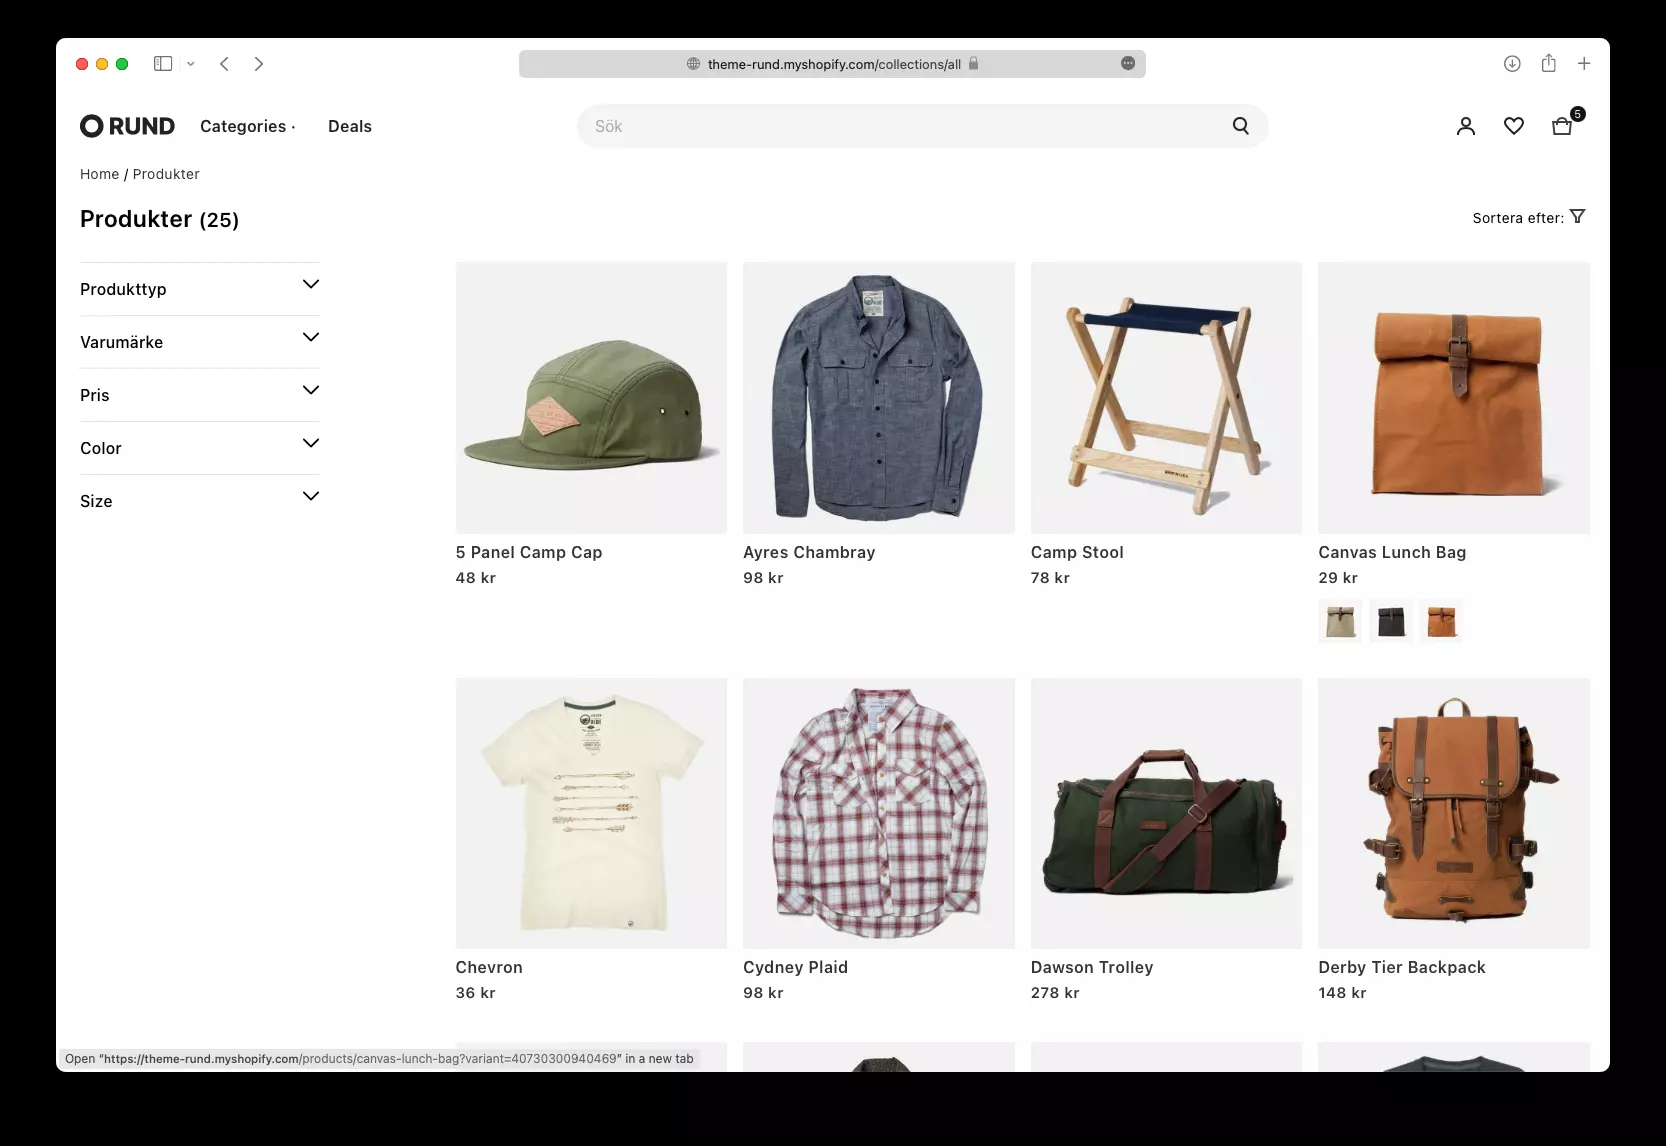 theme-rund.myshopify.com/collections/all
RUND
Categories ·
Deals
Sök
5
Home / Produkter
Produkter (25)
Sortera efter:
Produkttyp
Varumärke
Pris
Color
Size
5 Panel Camp Cap
48 kr
Ayres Chambray
98 kr
Camp Stool
78 kr
Canvas Lunch Bag
29 kr
Chevron
36 kr
Cydney Plaid
98 kr
Dawson Trolley
278 kr
Derby Tier Backpack
148 kr
Open "https://theme-rund.myshopify.com/products/canvas-lunch-bag?variant=40730300940469" in a new tab